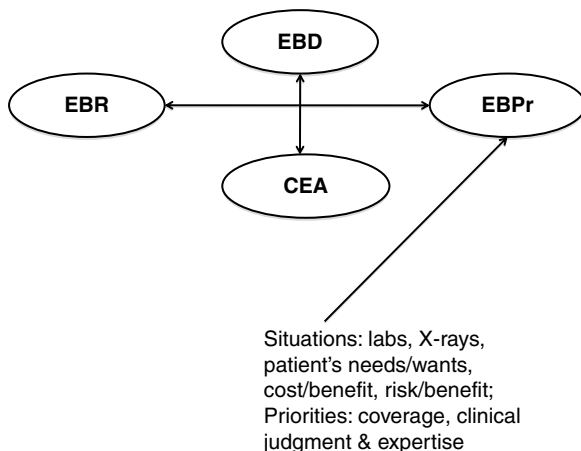 EBD
EBR
EBPr
CEA
Situations: labs, X-rays,
patient's needs/wants,
cost/benefit, risk/benefit;
Priorities: coverage, clinical
judgment & expertise